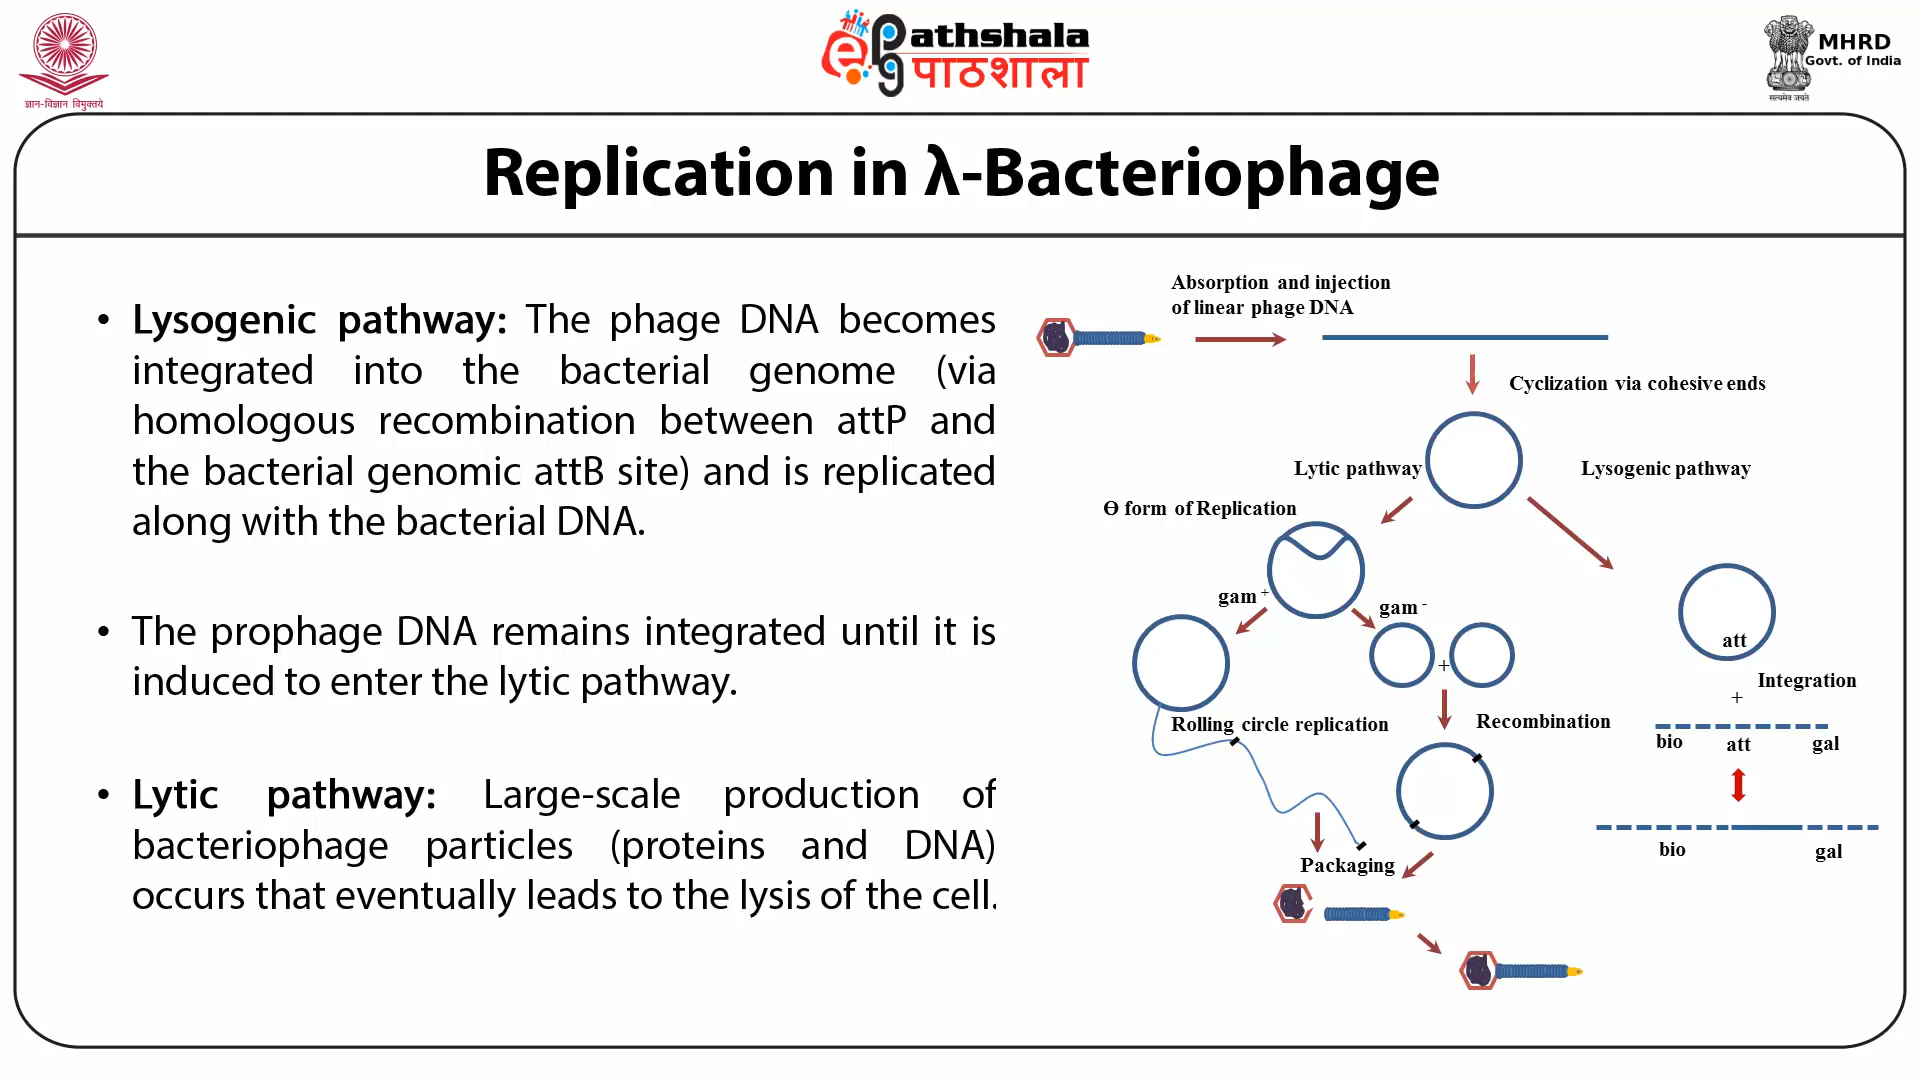 ज्ञान-विज्ञान विमुक्तये
ePathshala
पाठशाला
MHRD
Govt. of India
सत्यमेव जयते
Replication in λ-Bacteriophage
• Lysogenic pathway: The phage DNA becomes
integrated into the bacterial genome (via
homologous recombination between attP and
the bacterial genomic attB site) and is replicated
along with the bacterial DNA.
• The prophage DNA remains integrated until it is
induced to enter the lytic pathway.
• Lytic pathway: Large-scale production of
bacteriophage particles (proteins and DNA)
occurs that eventually leads to the lysis of the cell.
Absorption and injection
of linear phage DNA
Cyclization via cohesive ends
Lytic pathway
Lysogenic pathway
Ɵ form of Replication
gam +
gam -
att
+
+
Integration
Rolling circle replication
Recombination
bio att gal
bio gal
Packaging